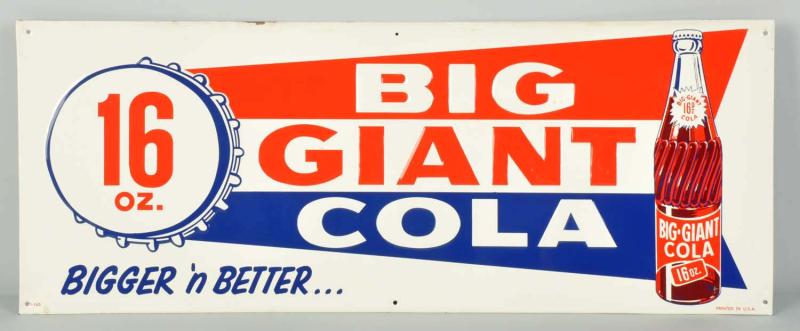 16
OZ.
BIG
GIANT
COLA
BIGGER 'n BETTER...
BIG-GIANT
16 OZ.
COLA
BIG-GIANT
COLA
16 OZ.
PRINTED IN U.S.A.